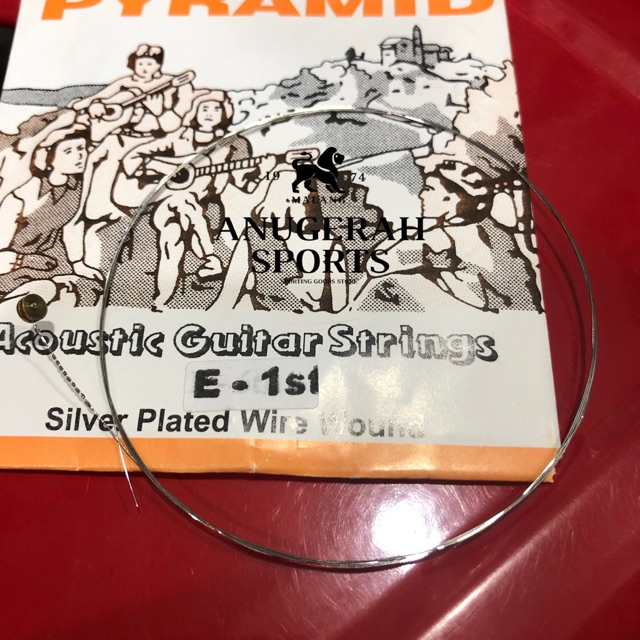 PYRAMID
19 74
MALANG
ANUGERAH
SPORTS
SPORTING GOODS STORE
Acoustic Guitar Strings
E - 1st
Silver Plated Wire Wound